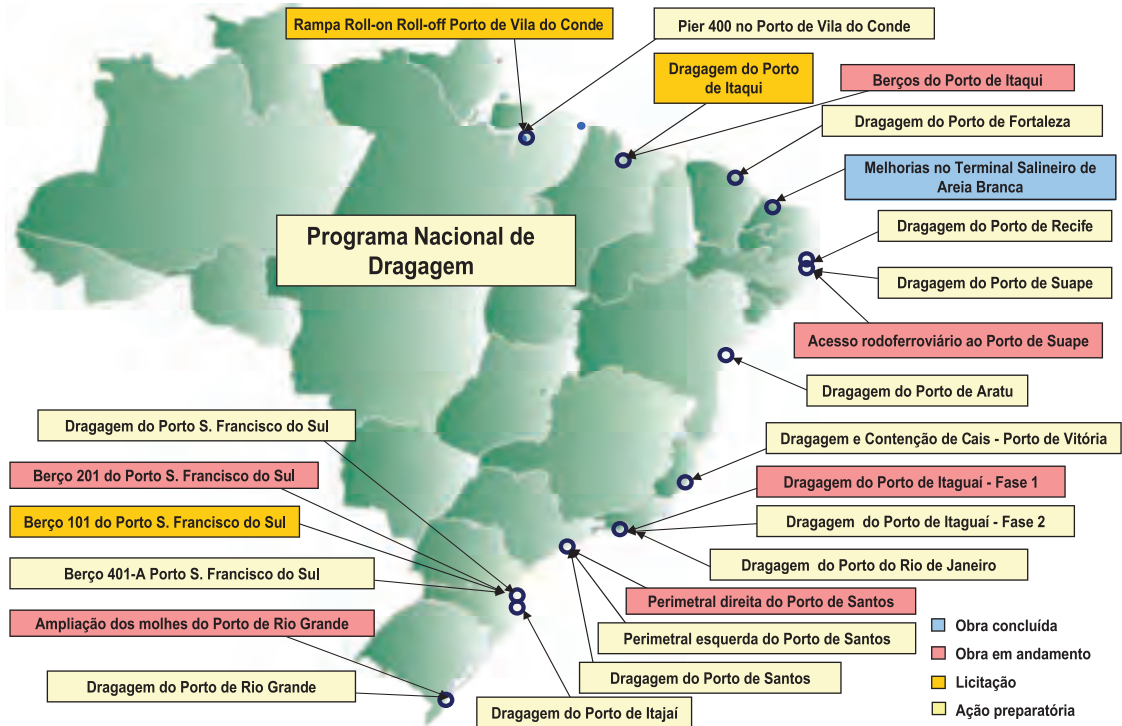 Rampa Roll-on Roll-off Porto de Vila do Conde
Pier 400 no Porto de Vila do Conde
Dragagem do Porto
de Itaqui
Berços do Porto de Itaqui
Dragagem do Porto de Fortaleza
Melhorias no Terminal Salineiro de
Areia Branca
Programa Nacional de
Dragagem
Dragagem do Porto de Recife
Dragagem do Porto de Suape
Acesso rodoferroviário ao Porto de Suape
Dragagem do Porto de Aratu
Dragagem do Porto S. Francisco do Sul
Dragagem e Contenção de Cais - Porto de Vitória
Berço 201 do Porto S. Francisco do Sul
Dragagem do Porto de Itaguaí - Fase 1
Berço 101 do Porto S. Francisco do Sul
Dragagem do Porto de Itaguaí - Fase 2
Dragagem do Porto do Rio de Janeiro
Berço 401-A Porto S. Francisco do Sul
Perimetral direita do Porto de Santos
Ampliação dos molhes do Porto de Rio Grande
Perimetral esquerda do Porto de Santos
Dragagem do Porto de Santos
Dragagem do Porto de Rio Grande
Dragagem do Porto de Itajaí
Obra concluída
Obra em andamento
Licitação
Ação preparatória